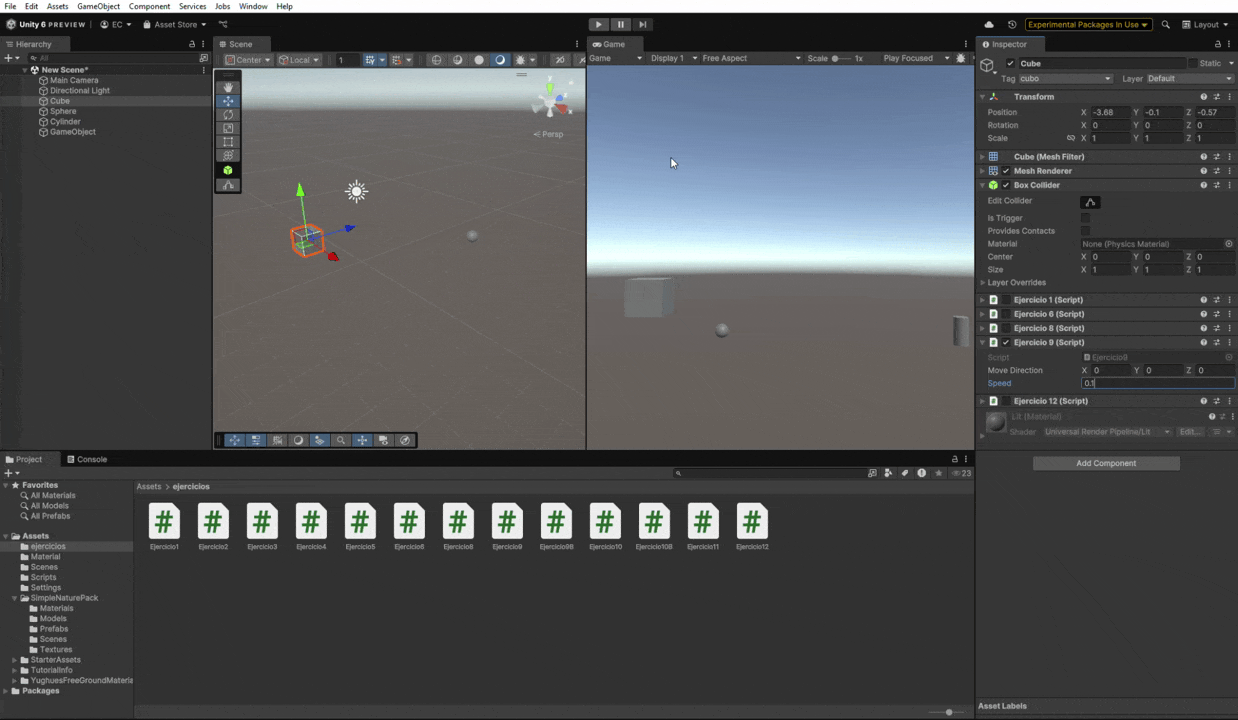 File Edit Assets GameObject Component Services Jobs Window Help
Unity 6 PREVIEW EC Asset Store Experimental Packages In Use Layout
Hierarchy
All
New Scene*
Main Camera
Directional Light
Cube
Sphere
Cylinder
GameObject
Scene
Center Local 1 20
Persp
Game
Game Display 1 Free Aspect Scale 1x Play Focused
Inspector
Cube Static
Tag cubo Layer Default
Transform
Position X -3.68 Y -0.1 Z -0.57
Rotation X 0 Y 0 Z 0
Scale X 1 Y 1 Z 1
Cube (Mesh Filter)
Mesh Renderer
Box Collider
Edit Collider
Is Trigger
Provides Contacts
Material None (Physics Material)
Center X 0 Y 0 Z 0
Size X 1 Y 1 Z 1
Layer Overrides
Ejercicio 1 (Script)
Ejercicio 6 (Script)
Ejercicio 8 (Script)
Ejercicio 9 (Script)
Script Ejercicio9
Move Direction X 0 Y 0 Z 0
Speed 0.1
Ejercicio 12 (Script)
Lit (Material)
Shader Universal Render Pipeline/Lit Edit...
Add Component
Asset Labels
Project Console
23
Favorites
All Materials
All Models
All Prefabs
Assets
ejercicios
Material
Scenes
Scripts
Settings
SimpleNaturePack
Materials
Models
Prefabs
Scenes
Textures
StarterAssets
TutorialInfo
YughuesFreeGroundMateria
Packages
Assets > ejercicios
Ejercicio1 Ejercicio2 Ejercicio3 Ejercicio4 Ejercicio5 Ejercicio6 Ejercicio8 Ejercicio9 Ejercicio9B Ejercicio10 Ejercicio10B Ejercicio11 Ejercicio12